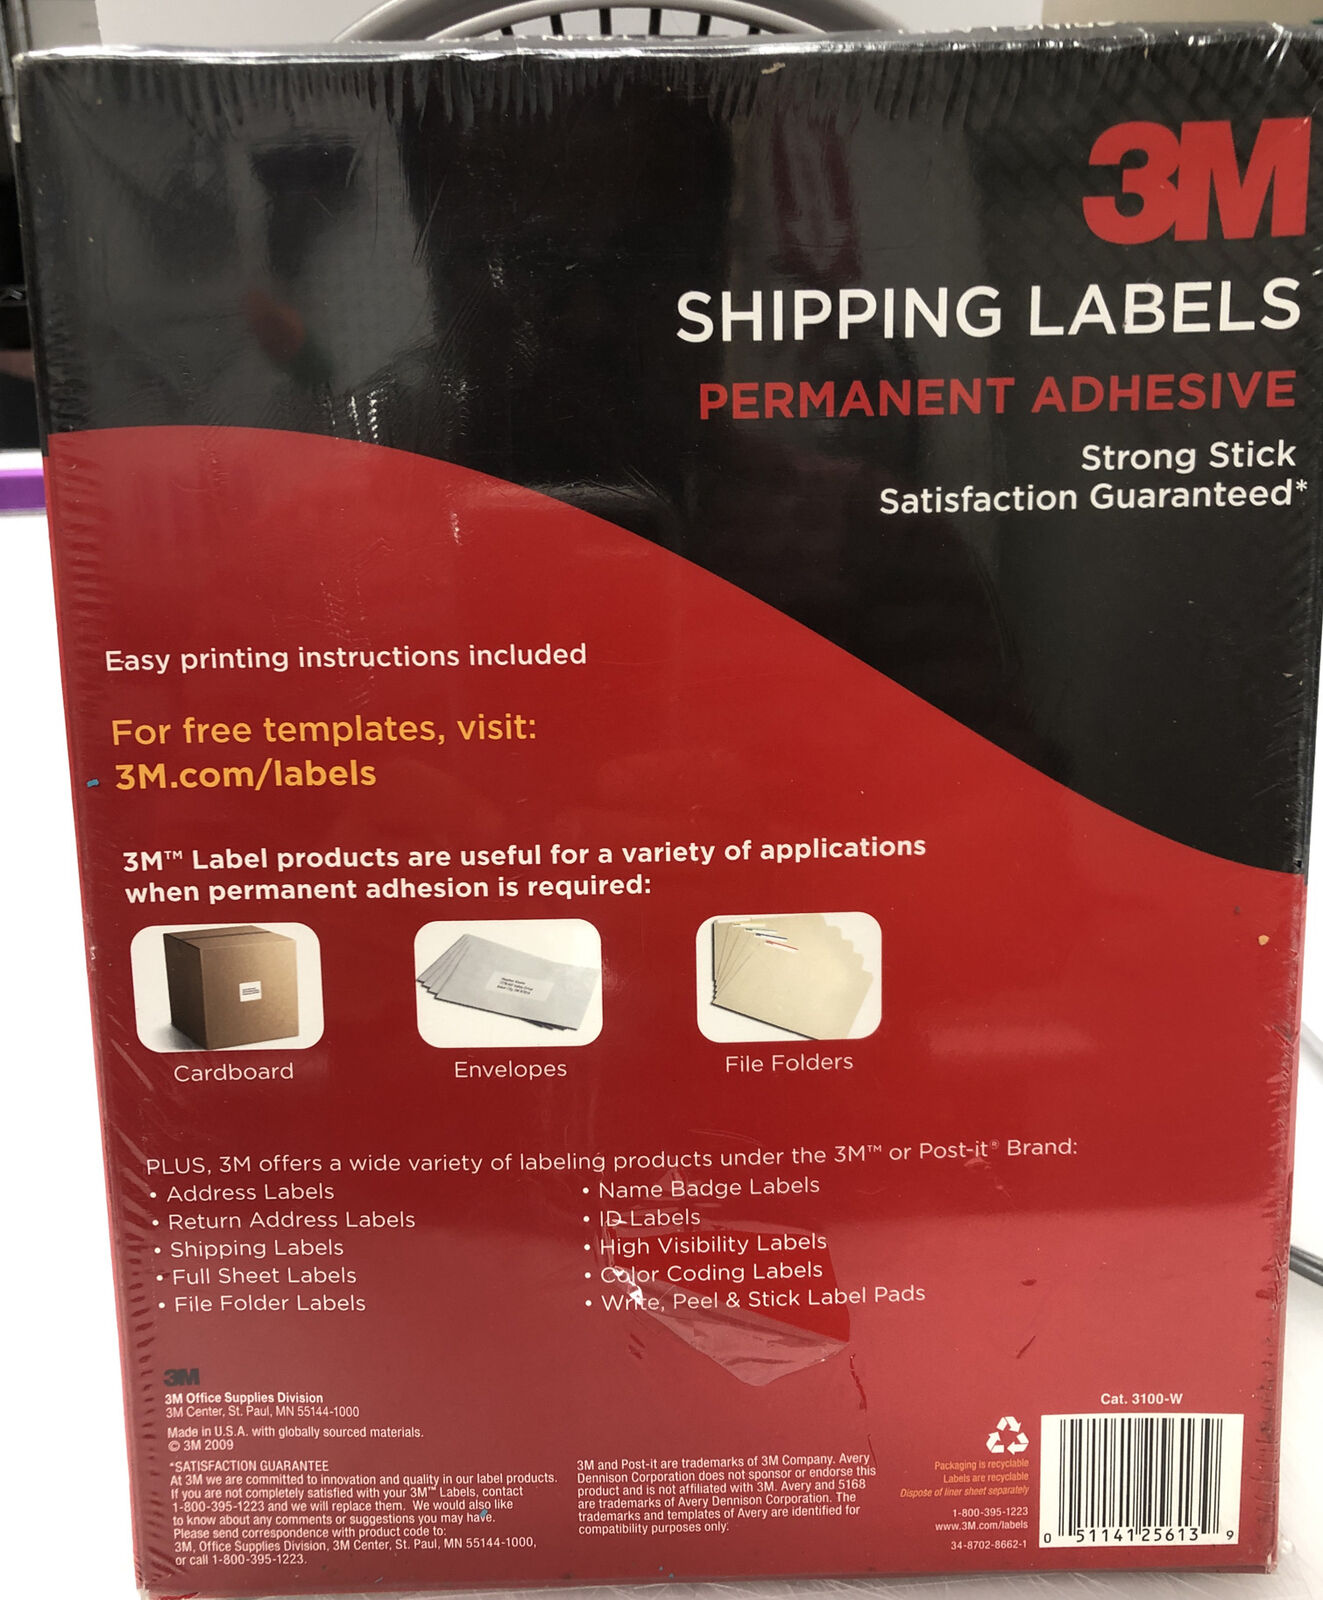 3M
SHIPPING LABELS
PERMANENT ADHESIVE
Strong Stick
Satisfaction Guaranteed*
Easy printing instructions included
For free templates, visit:
3M.com/labels
3M™ Label products are useful for a variety of applications
when permanent adhesion is required:
Cardboard
Envelopes
File Folders
PLUS, 3M offers a wide variety of labeling products under the 3M™ or Post-it® Brand:
• Address Labels
• Return Address Labels
• Shipping Labels
• Full Sheet Labels
• File Folder Labels
• Name Badge Labels
• ID Labels
• High Visibility Labels
• Color Coding Labels
• Write, Peel & Stick Label Pads
3M
3M Office Supplies Division
3M Center, St. Paul, MN 55144-1000
Made in U.S.A. with globally sourced materials.
© 3M 2009
*SATISFACTION GUARANTEE
At 3M we are committed to innovation and quality in our label products.
If you are not completely satisfied with your 3M™ Labels, contact
1-800-395-1223 and we will replace them. We would also like
to know about any comments or suggestions you may have.
Please send correspondence with product code to:
3M, Office Supplies Division, 3M Center, St. Paul, MN 55144-1000,
or call 1-800-395-1223.
3M and Post-it are trademarks of 3M Company. Avery
Dennison Corporation does not sponsor or endorse this
product and is not affiliated with 3M. Avery and 5168
are trademarks of Avery Dennison Corporation. The
trademarks and templates of Avery are identified for
compatibility purposes only.
Packaging is recyclable
Labels are recyclable
Dispose of liner sheet separately
1-800-395-1223
www.3M.com/labels
34-8702-8662-1
Cat. 3100-W
0 51141 25613 9